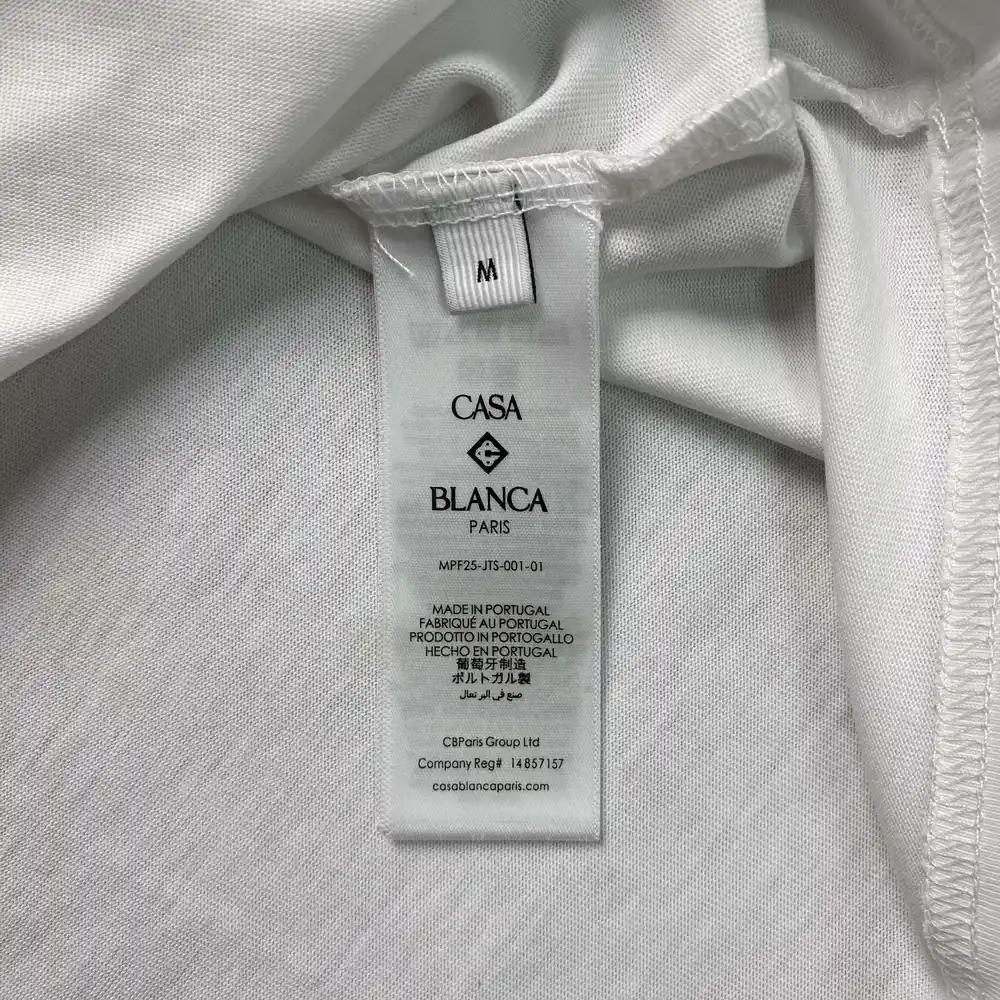 M
CASA
BLANCA
PARIS
MPF25-JTS-001-01
MADE IN PORTUGAL
FABRIQUÉ AU PORTUGAL
PRODOTTO IN PORTOGALLO
HECHO EN PORTUGAL
葡萄牙制造
ポルトガル製
صنع في البرتغال
CBParis Group Ltd
Company Reg# 14857157
casablancaparis.com